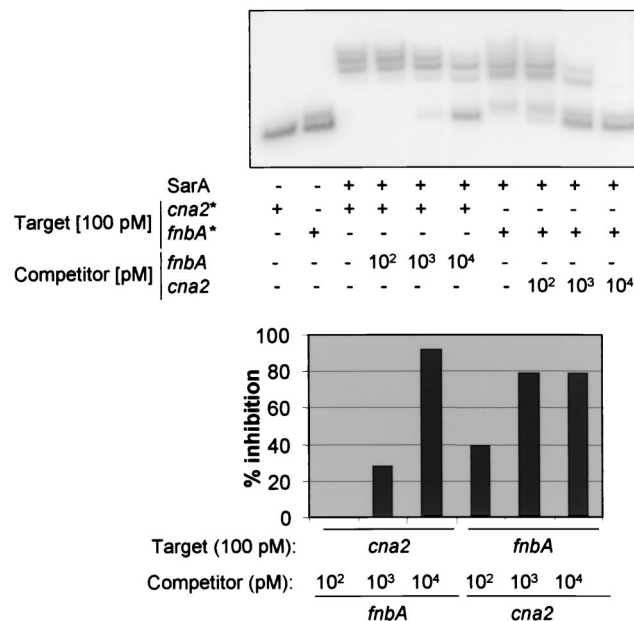 SarA - - + + + + + + + +
cna2* + - + + + + - - - -
Target [100 pM]
fnbA* - + - - - - + + + +
fnbA - - - 10² 10³ 10⁴ - - - -
Competitor [pM]
cna2 - - - - - - - 10² 10³ 10⁴
100
80
60
40
20
0
% inhibition
Target (100 pM): cna2 fnbA
Competitor (pM): 10² 10³ 10⁴ 10² 10³ 10⁴
fnbA cna2